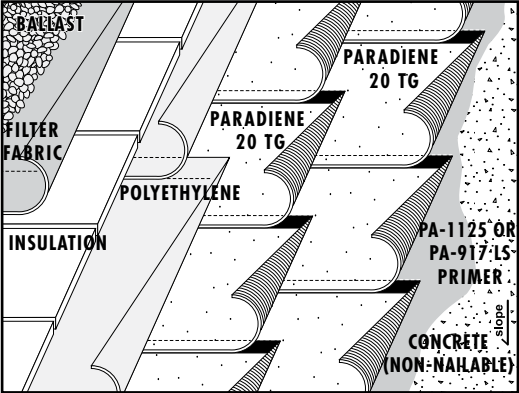 BALLAST
PARADIENE
20 TG
PARADIENE
20 TG
FILTER
FABRIC
POLYETHYLENE
INSULATION
PA-1125 OR
PA-917 LS
PRIMER
slope
CONCRETE
(NON-NAILABLE)